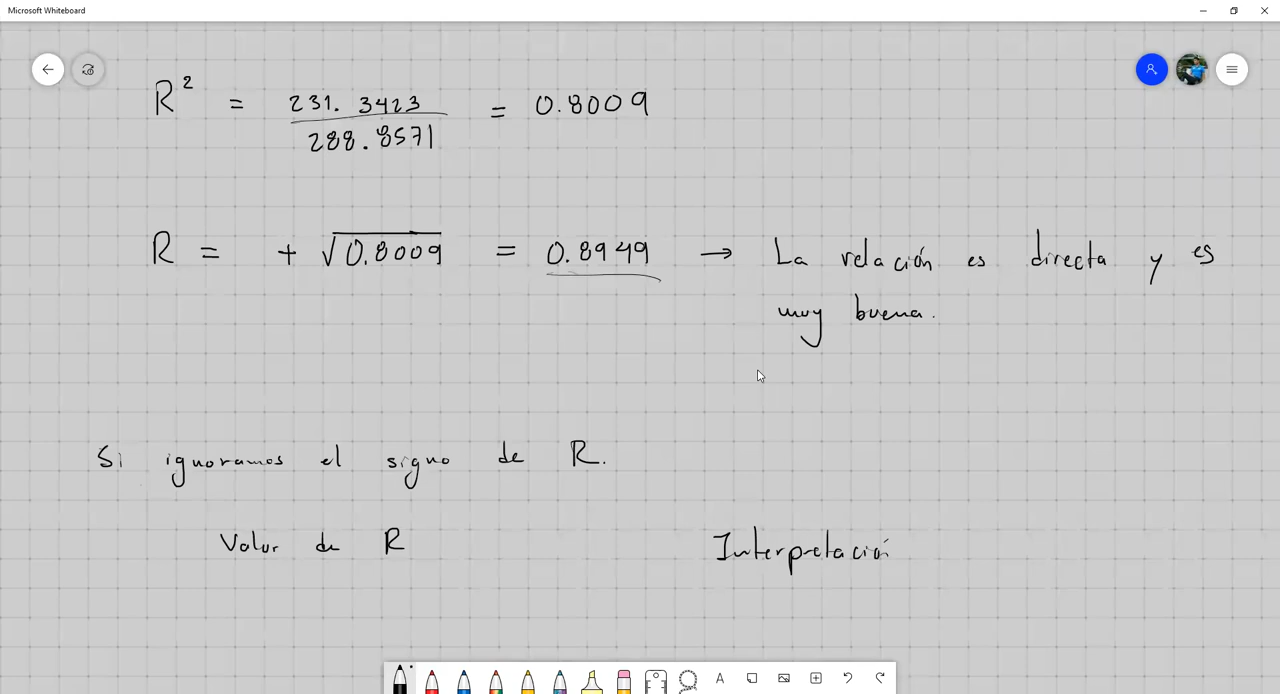 Microsoft Whiteboard
R² = 231.3423 / 288.8571 = 0.8009
R = + √0.8009 = 0.8949 → La relación es directa y es
muy buena.
Si ignoramos el signo de R.
Valor de R Interpretación
A